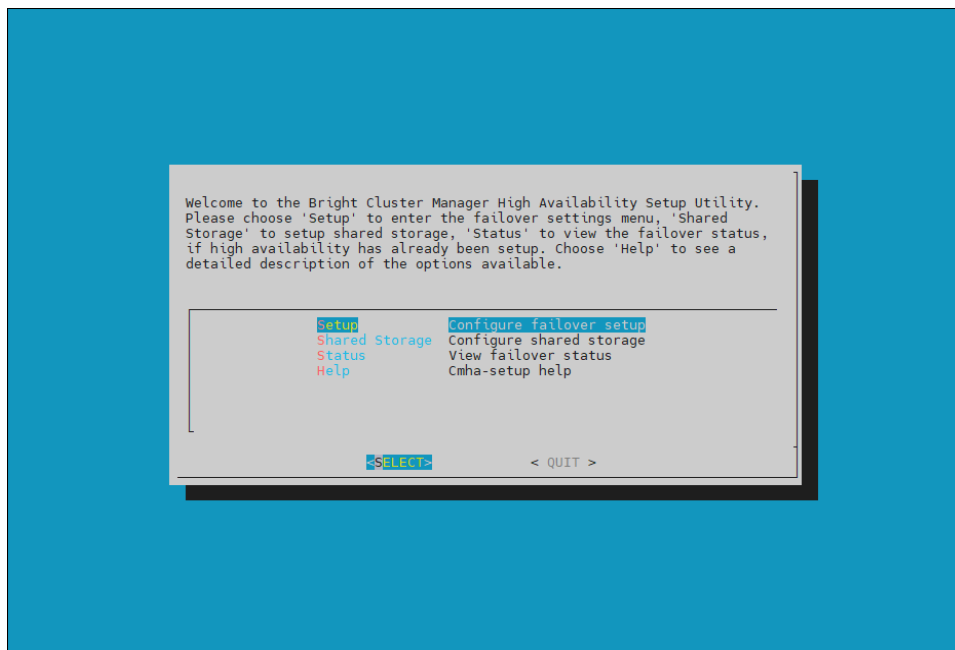 Welcome to the Bright Cluster Manager High Availability Setup Utility.
Please choose 'Setup' to enter the failover settings menu, 'Shared
Storage' to setup shared storage, 'Status' to view the failover status,
if high availability has already been setup. Choose 'Help' to see a
detailed description of the options available.
Setup Configure failover setup
Shared Storage Configure shared storage
Status View failover status
Help Cmha-setup help
<SELECT> < QUIT >